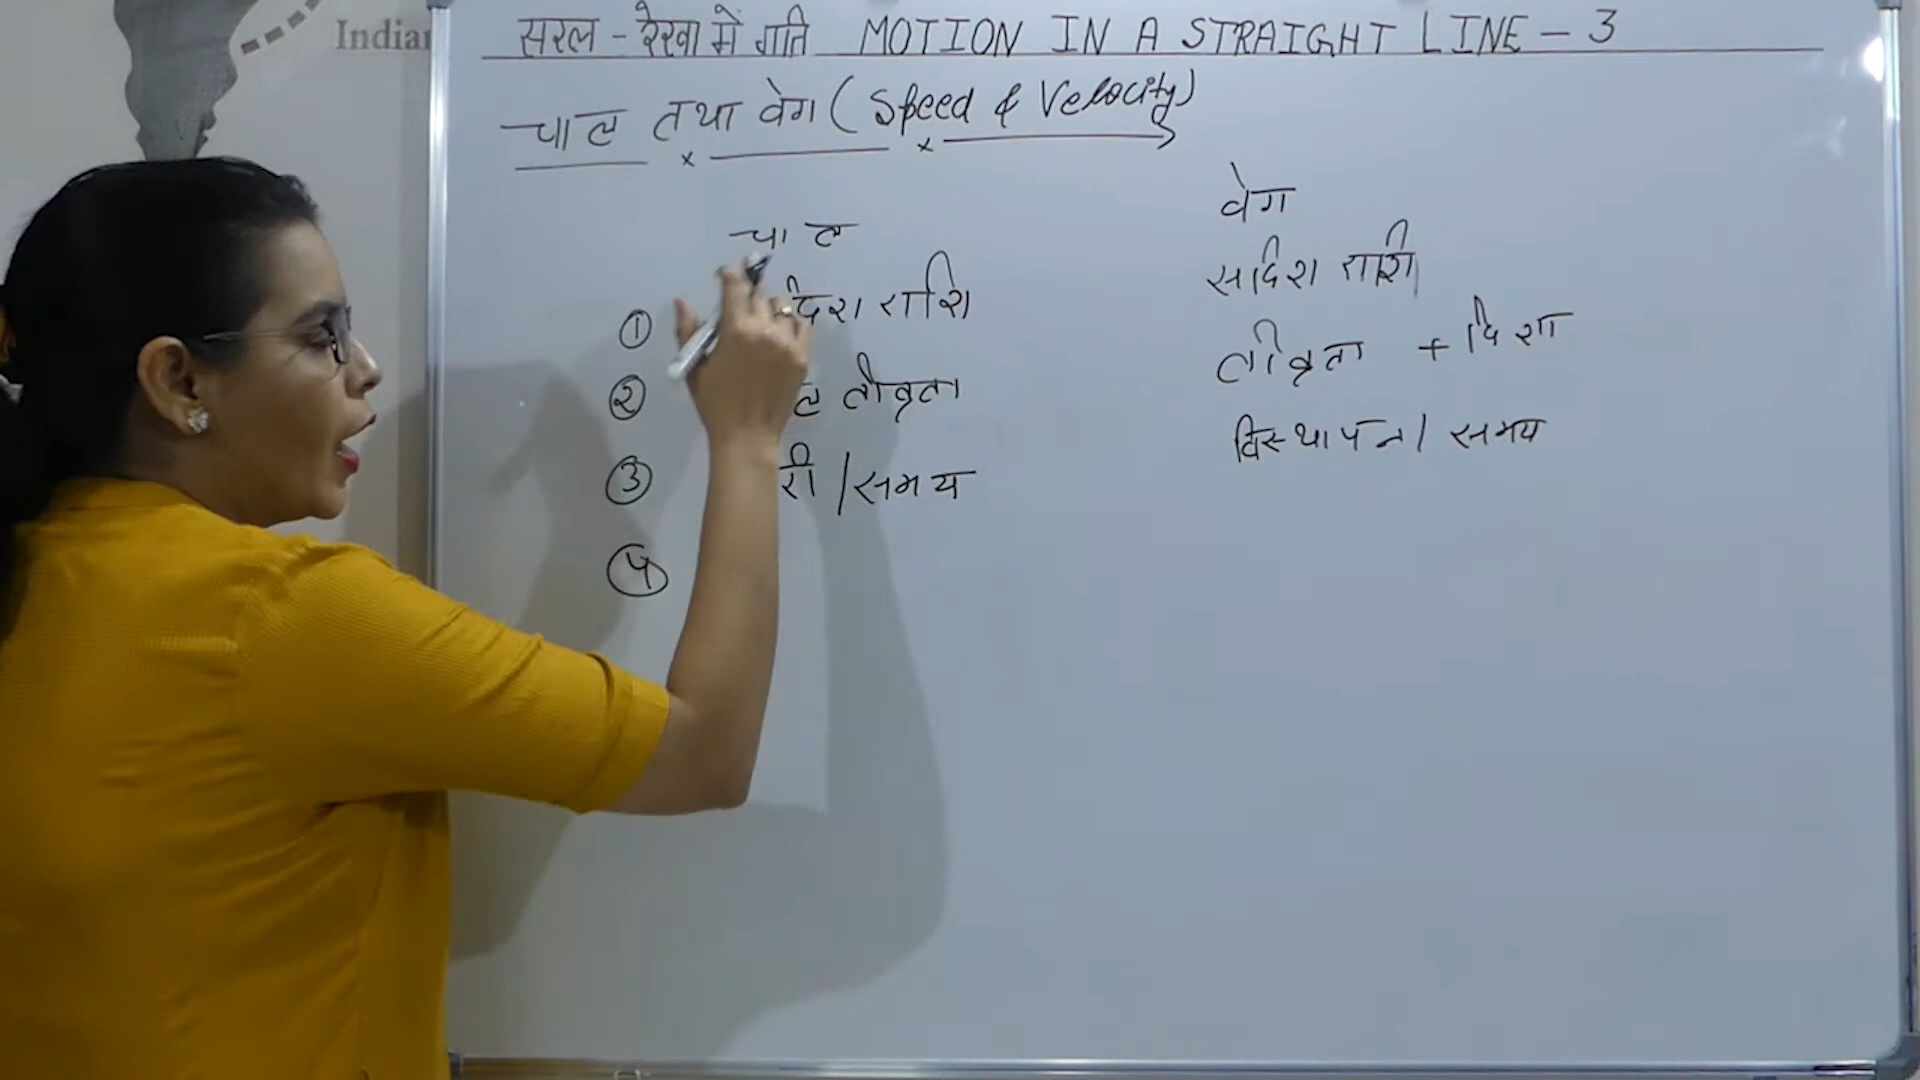 Indian
सरल - रेखा में गति MOTION IN A STRAIGHT LINE - 3
चाल तथा वेग ( Speed & Velocity )
चाल
वेग
① दिश राशि
सदिश राशि
② तीव्रता
तीव्रता + दिशा
③ री / समय
विस्थापन / समय
④